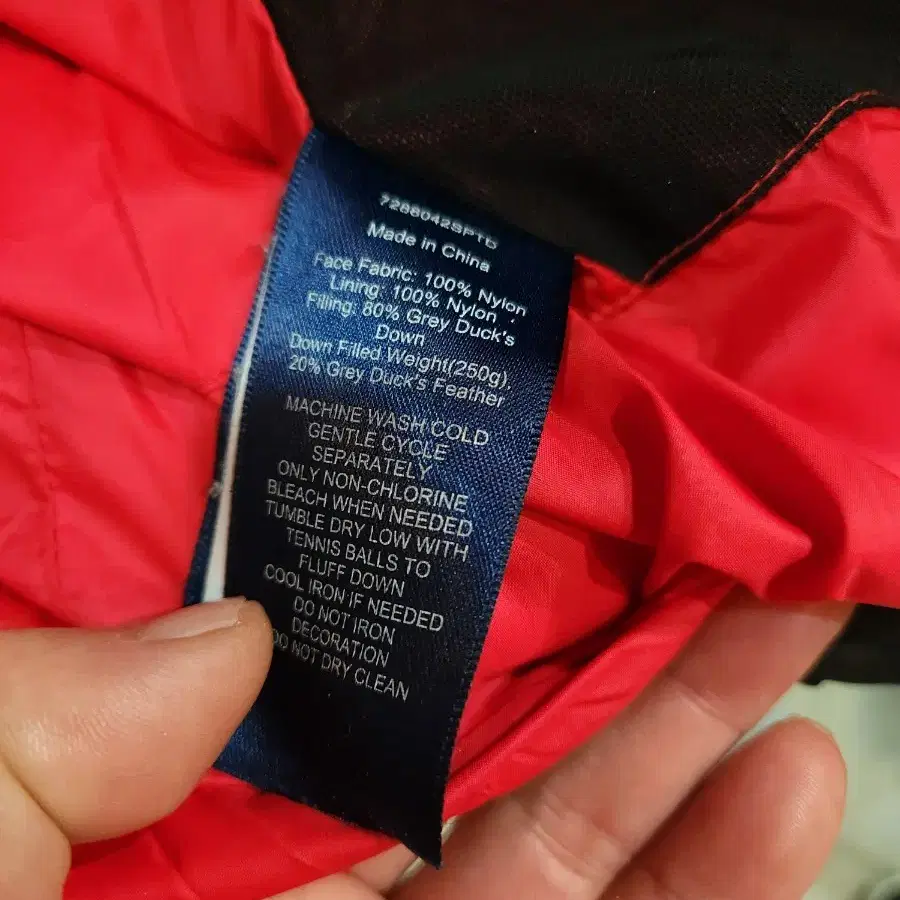 7288042SPTD
Made in China
Face Fabric: 100% Nylon
Lining: 100% Nylon
Filling: 80% Grey Duck's
Down
Down Filled Weight(250g),
20% Grey Duck's Feather
MACHINE WASH COLD
GENTLE CYCLE
SEPARATELY
ONLY NON-CHLORINE
BLEACH WHEN NEEDED
TUMBLE DRY LOW WITH
TENNIS BALLS TO
FLUFF DOWN
COOL IRON IF NEEDED
DO NOT IRON
DECORATION
DO NOT DRY CLEAN